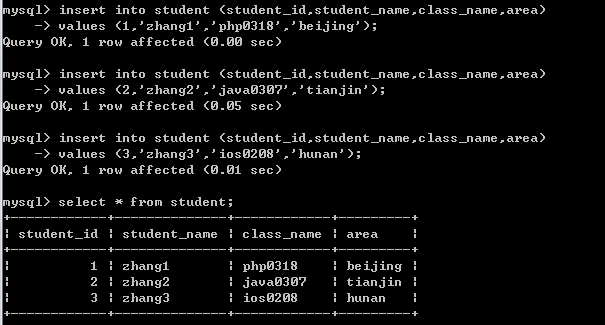 mysql> insert into student (student_id,student_name,class_name,area)
    -> values (1,'zhang1','php0318','beijing');
Query OK, 1 row affected (0.00 sec)

mysql> insert into student (student_id,student_name,class_name,area)
    -> values (2,'zhang2','java0307','tianjin');
Query OK, 1 row affected (0.05 sec)

mysql> insert into student (student_id,student_name,class_name,area)
    -> values (3,'zhang3','ios0208','hunan');
Query OK, 1 row affected (0.01 sec)

mysql> select * from student;
+------------+--------------+------------+---------+
| student_id | student_name | class_name | area    |
+------------+--------------+------------+---------+
|          1 | zhang1       | php0318    | beijing |
|          2 | zhang2       | java0307   | tianjin |
|          3 | zhang3       | ios0208    | hunan   |
+------------+--------------+------------+---------+